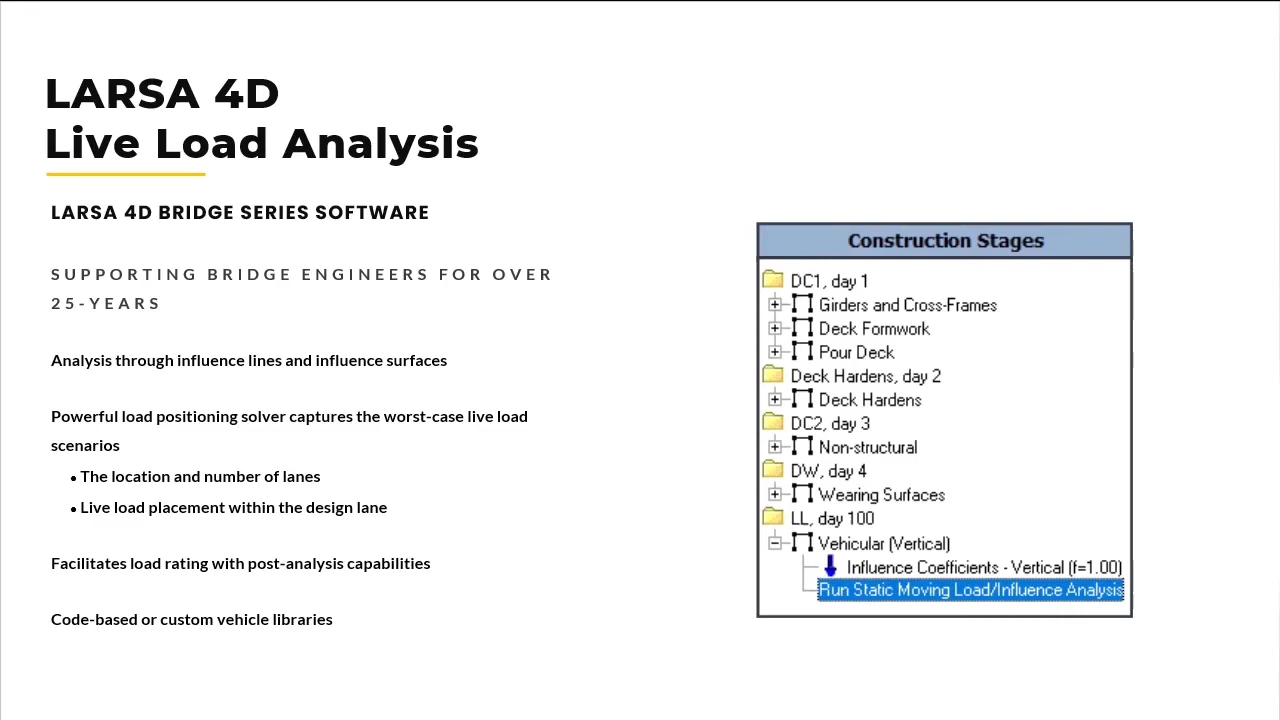 LARSA 4D
Live Load Analysis
LARSA 4D BRIDGE SERIES SOFTWARE
SUPPORTING BRIDGE ENGINEERS FOR OVER
25-YEARS
Analysis through influence lines and influence surfaces
Powerful load positioning solver captures the worst-case live load
scenarios
• The location and number of lanes
• Live load placement within the design lane
Facilitates load rating with post-analysis capabilities
Code-based or custom vehicle libraries
Construction Stages
DC1, day 1
Girders and Cross-Frames
Deck Formwork
Pour Deck
Deck Hardens, day 2
Deck Hardens
DC2, day 3
Non-structural
DW, day 4
Wearing Surfaces
LL, day 100
Vehicular (Vertical)
Influence Coefficients - Vertical (f=1.00)
Run Static Moving Load/Influence Analysis